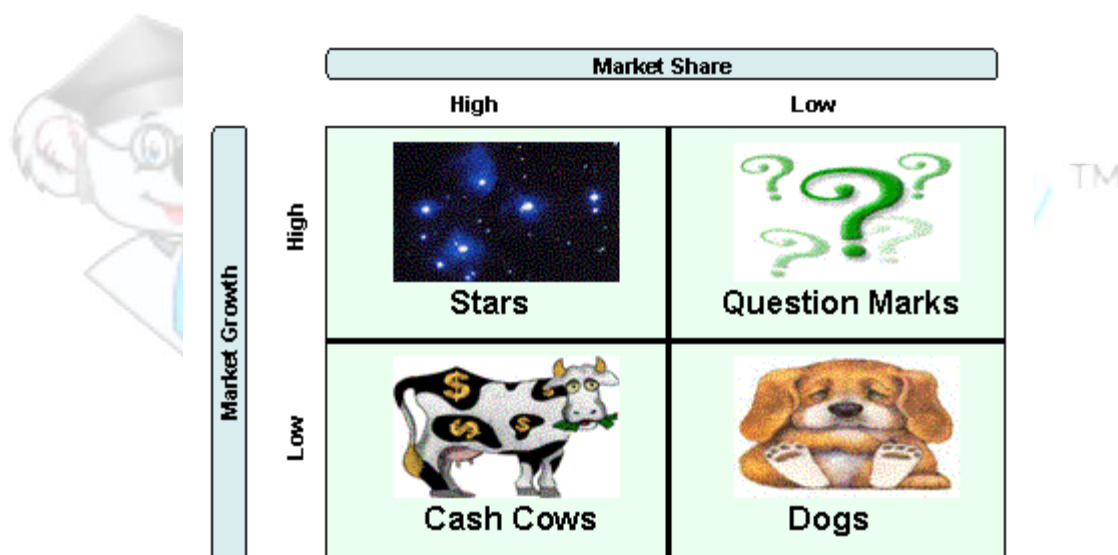 Market Share
High Low
TM
High
Stars Question Marks
Market Growth
Low
$ $ $ $
Cash Cows Dogs